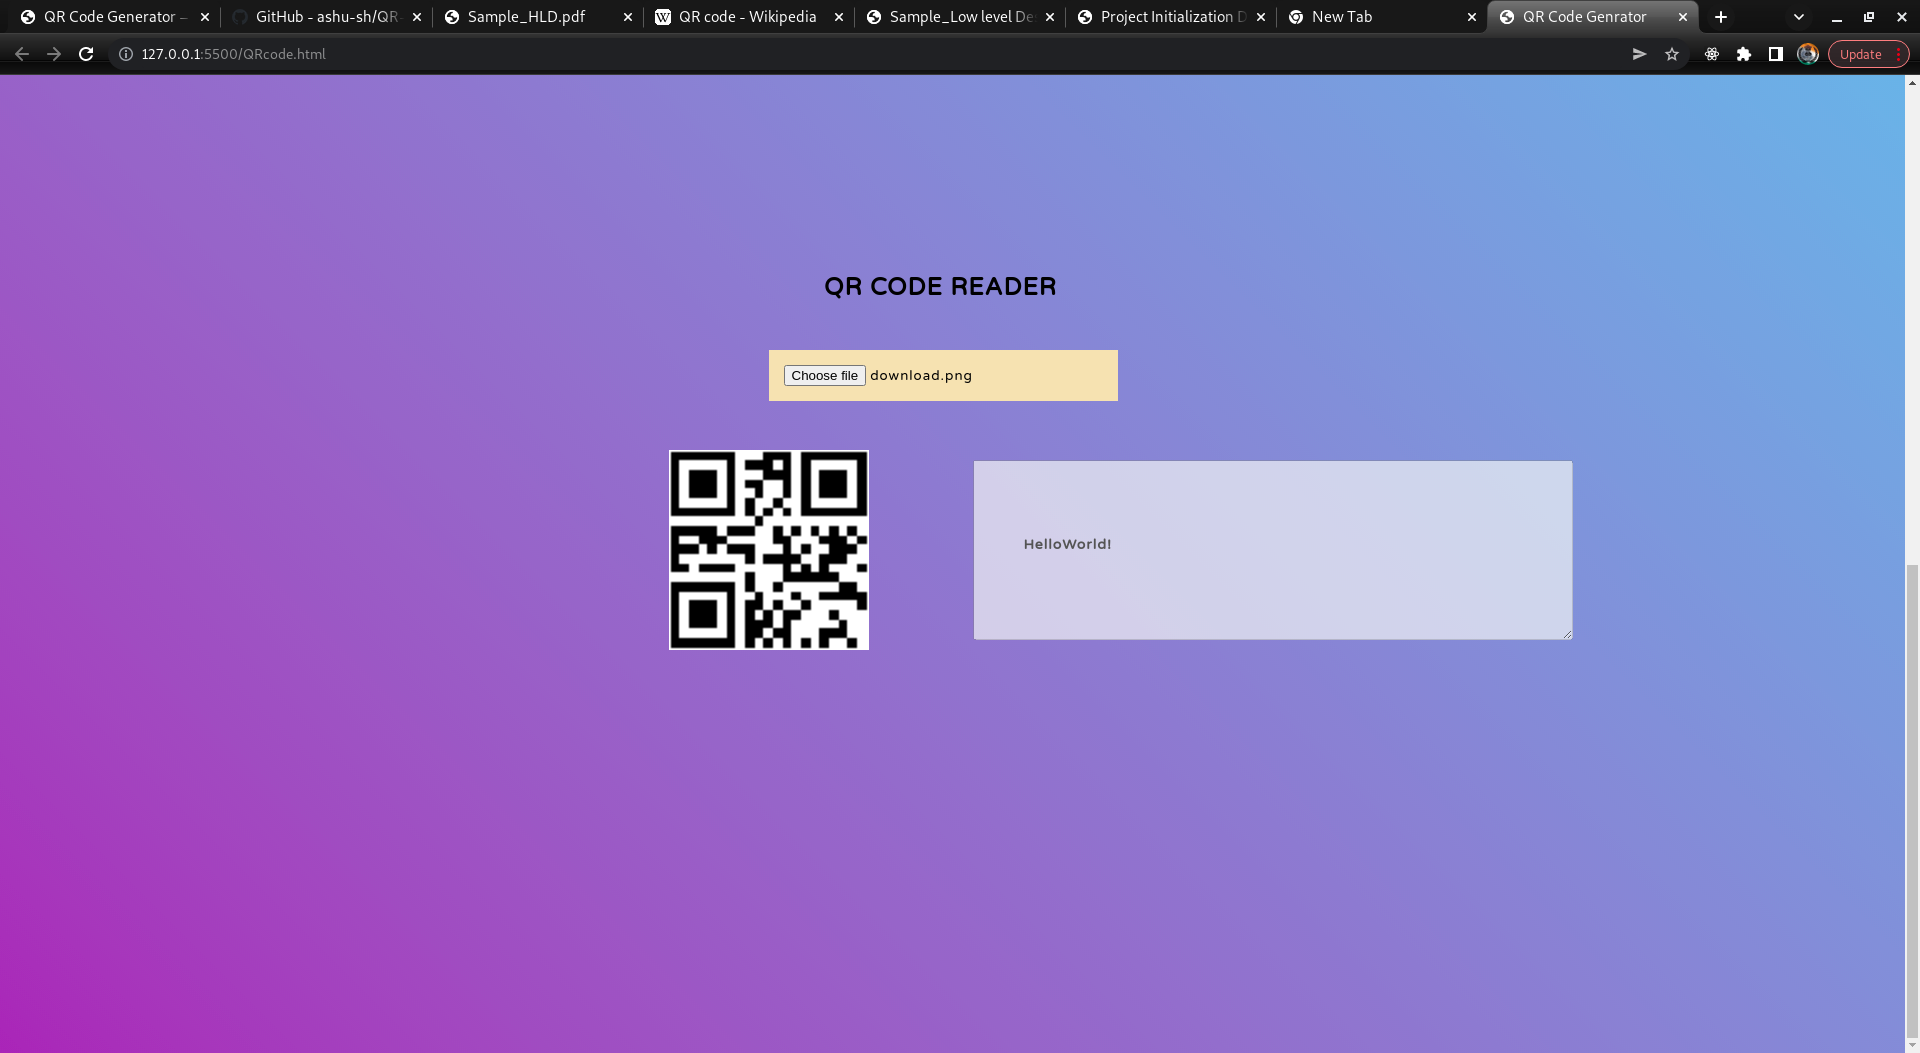 QR Code Generator –
GitHub - ashu-sh/QR-
Sample_HLD.pdf
W QR code - Wikipedia
Sample_Low level De
Project Initialization D
New Tab
QR Code Genrator
127.0.0.1:5500/QRcode.html
Update
QR CODE READER
Choose file download.png
HelloWorld!